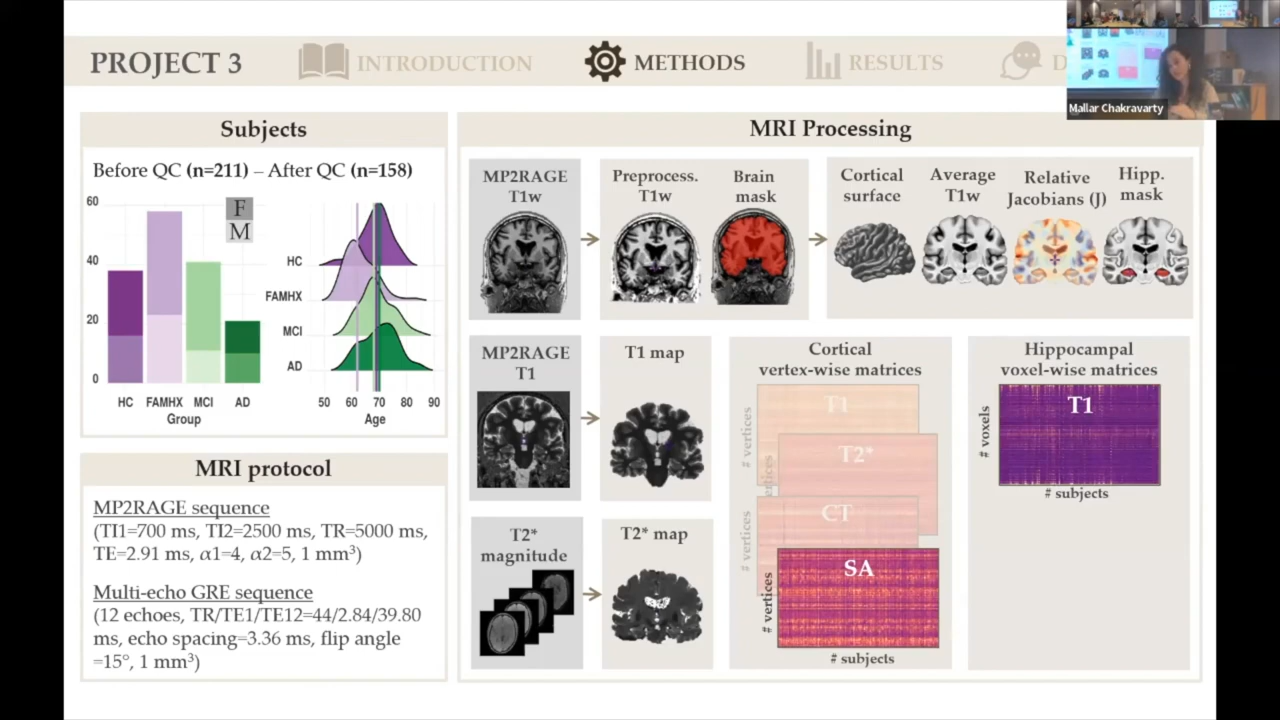 PROJECT 3
INTRODUCTION
METHODS
RESULTS
D
Mallar Chakravarty
Subjects
Before QC (n=211) – After QC (n=158)
60
40
20
0
F
M
HC
FAMHX
MCI
AD
Group
HC
FAMHX
MCI
AD
50
60
70
80
90
Age
MRI protocol
MP2RAGE sequence
(TI1=700 ms, TI2=2500 ms, TR=5000 ms,
TE=2.91 ms, α1=4, α2=5, 1 mm³)
Multi-echo GRE sequence
(12 echoes, TR/TE1/TE12=44/2.84/39.80
ms, echo spacing=3.36 ms, flip angle
=15°, 1 mm³)
MRI Processing
MP2RAGE
T1w
Preprocess.
T1w
Brain
mask
Cortical
surface
Average
T1w
Relative
Jacobians (J)
Hipp.
mask
MP2RAGE
T1
T1 map
T2*
magnitude
T2* map
Cortical
vertex-wise matrices
T1
# vertices
T2*
vertices
CT
# vertices
SA
# vertices
# subjects
Hippocampal
voxel-wise matrices
T1
# voxels
# subjects